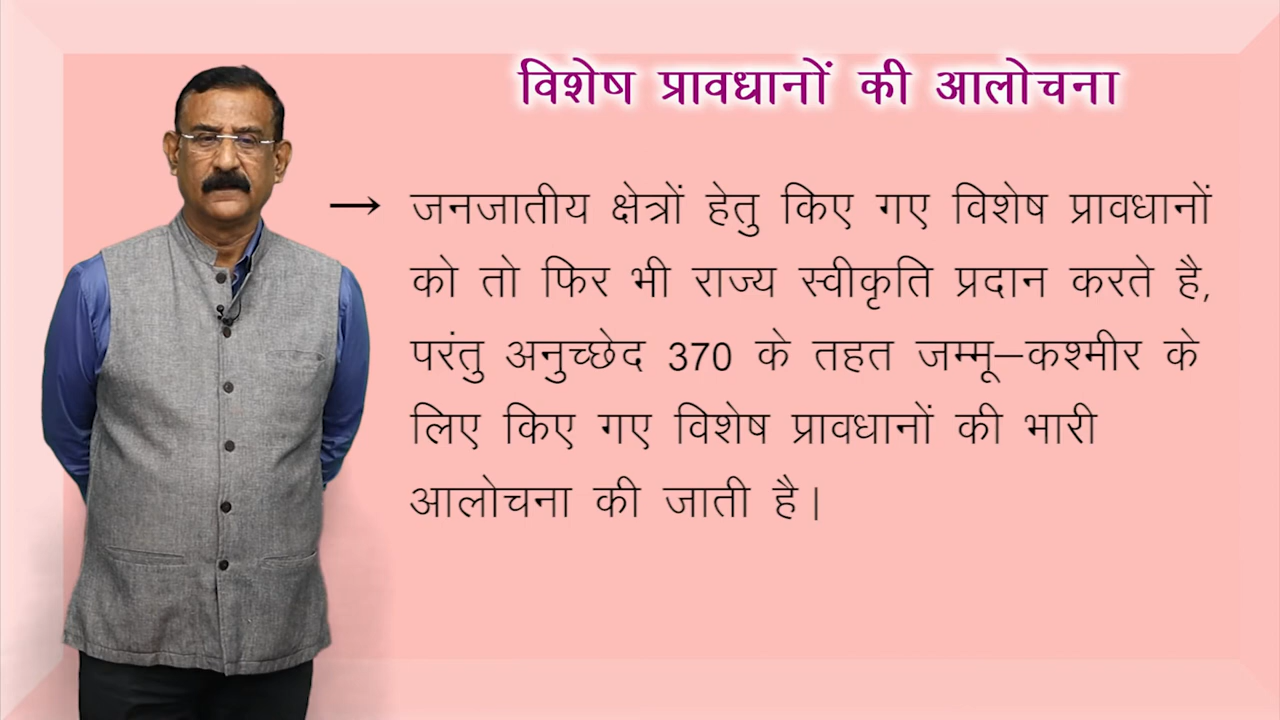 विशेष प्रावधानों की आलोचना
→ जनजातीय क्षेत्रों हेतु किए गए विशेष प्रावधानों
को तो फिर भी राज्य स्वीकृति प्रदान करते है,
परंतु अनुच्छेद 370 के तहत जम्मू–कश्मीर के
लिए किए गए विशेष प्रावधानों की भारी
आलोचना की जाती है।